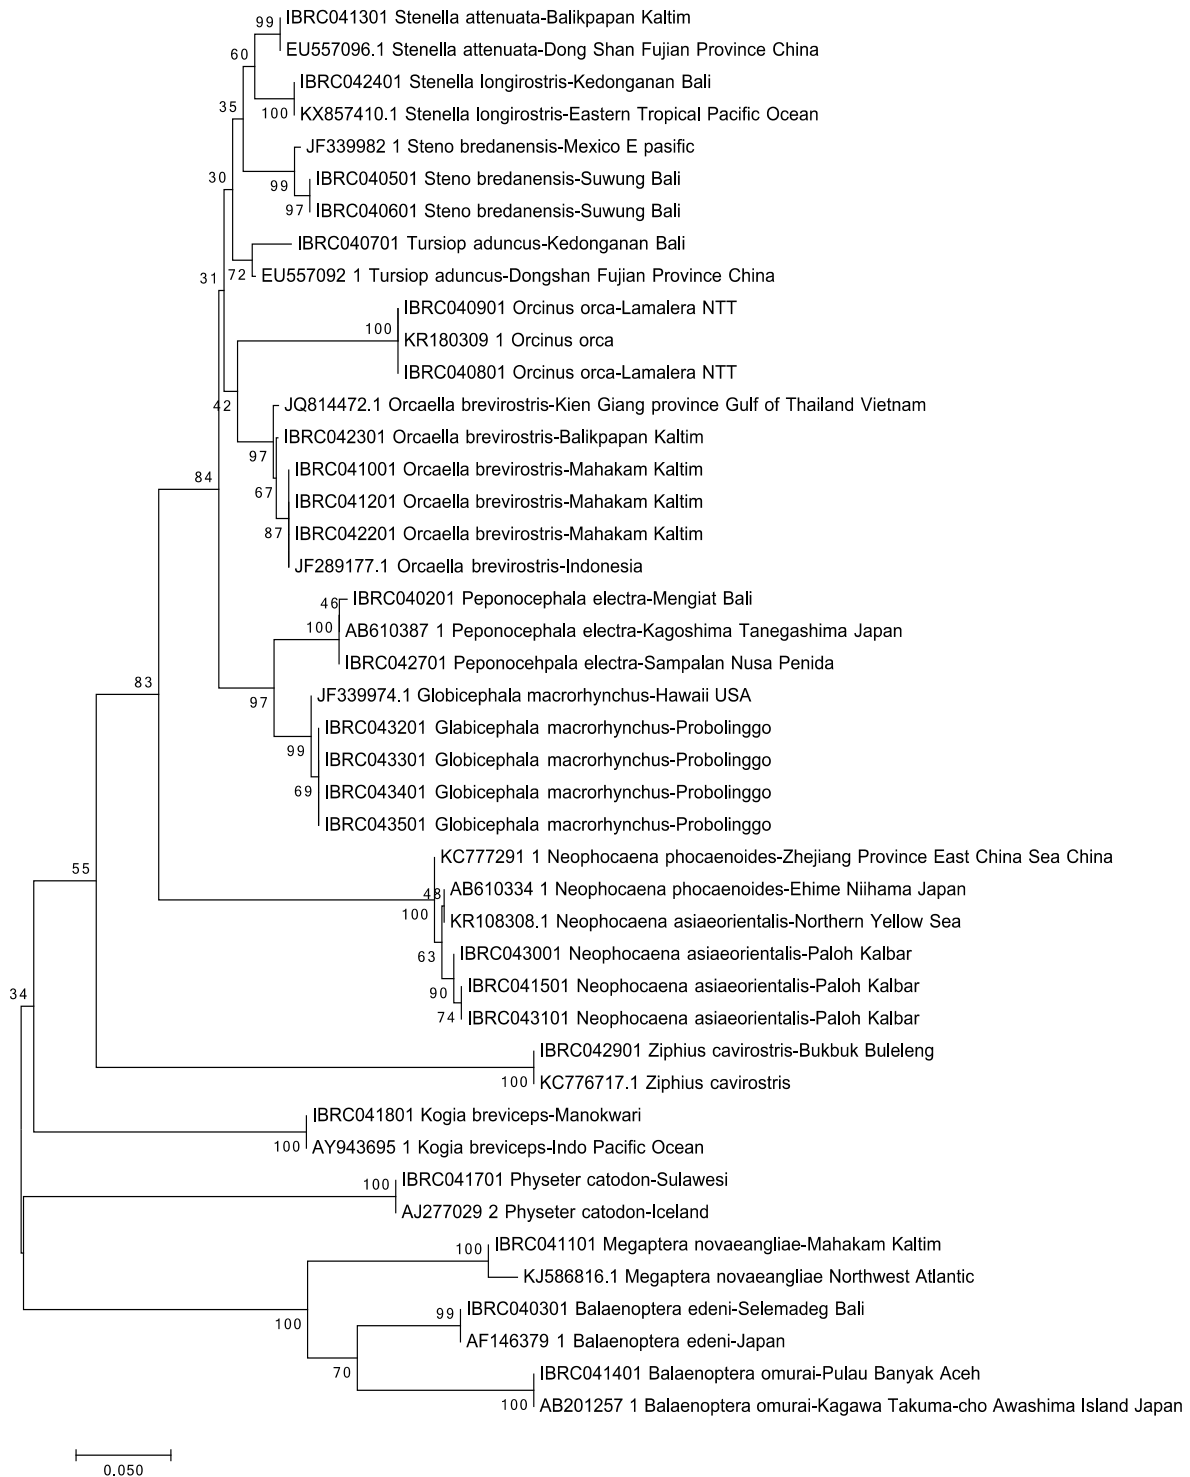 99
IBRC041301 Stenella attenuata-Balikpapan Kaltim
60
EU557096.1 Stenella attenuata-Dong Shan Fujian Province China
IBRC042401 Stenella longirostris-Kedonganan Bali
35
100
KX857410.1 Stenella longirostris-Eastern Tropical Pacific Ocean
JF339982 1 Steno bredanensis-Mexico E pasific
30
99
IBRC040501 Steno bredanensis-Suwung Bali
97
IBRC040601 Steno bredanensis-Suwung Bali
IBRC040701 Tursiop aduncus-Kedonganan Bali
31
72
EU557092 1 Tursiop aduncus-Dongshan Fujian Province China
IBRC040901 Orcinus orca-Lamalera NTT
100
KR180309 1 Orcinus orca
IBRC040801 Orcinus orca-Lamalera NTT
42
JQ814472.1 Orcaella brevirostris-Kien Giang province Gulf of Thailand Vietnam
IBRC042301 Orcaella brevirostris-Balikpapan Kaltim
97
IBRC041001 Orcaella brevirostris-Mahakam Kaltim
84
67
IBRC041201 Orcaella brevirostris-Mahakam Kaltim
87
IBRC042201 Orcaella brevirostris-Mahakam Kaltim
JF289177.1 Orcaella brevirostris-Indonesia
46
IBRC040201 Peponocephala electra-Mengiat Bali
100
AB610387 1 Peponocephala electra-Kagoshima Tanegashima Japan
IBRC042701 Peponocehpala electra-Sampalan Nusa Penida
83
97
JF339974.1 Globicephala macrorhynchus-Hawaii USA
IBRC043201 Glabicephala macrorhynchus-Probolinggo
99
IBRC043301 Globicephala macrorhynchus-Probolinggo
69
IBRC043401 Globicephala macrorhynchus-Probolinggo
IBRC043501 Globicephala macrorhynchus-Probolinggo
55
KC777291 1 Neophocaena phocaenoides-Zhejiang Province East China Sea China
48
AB610334 1 Neophocaena phocaenoides-Ehime Niihama Japan
100
KR108308.1 Neophocaena asiaeorientalis-Northern Yellow Sea
63
IBRC043001 Neophocaena asiaeorientalis-Paloh Kalbar
90
IBRC041501 Neophocaena asiaeorientalis-Paloh Kalbar
34
74
IBRC043101 Neophocaena asiaeorientalis-Paloh Kalbar
IBRC042901 Ziphius cavirostris-Bukbuk Buleleng
100
KC776717.1 Ziphius cavirostris
IBRC041801 Kogia breviceps-Manokwari
100
AY943695 1 Kogia breviceps-Indo Pacific Ocean
100
IBRC041701 Physeter catodon-Sulawesi
AJ277029 2 Physeter catodon-Iceland
100
IBRC041101 Megaptera novaeangliae-Mahakam Kaltim
KJ586816.1 Megaptera novaeangliae Northwest Atlantic
100
99
IBRC040301 Balaenoptera edeni-Selemadeg Bali
AF146379 1 Balaenoptera edeni-Japan
70
IBRC041401 Balaenoptera omurai-Pulau Banyak Aceh
100
AB201257 1 Balaenoptera omurai-Kagawa Takuma-cho Awashima Island Japan
0.050